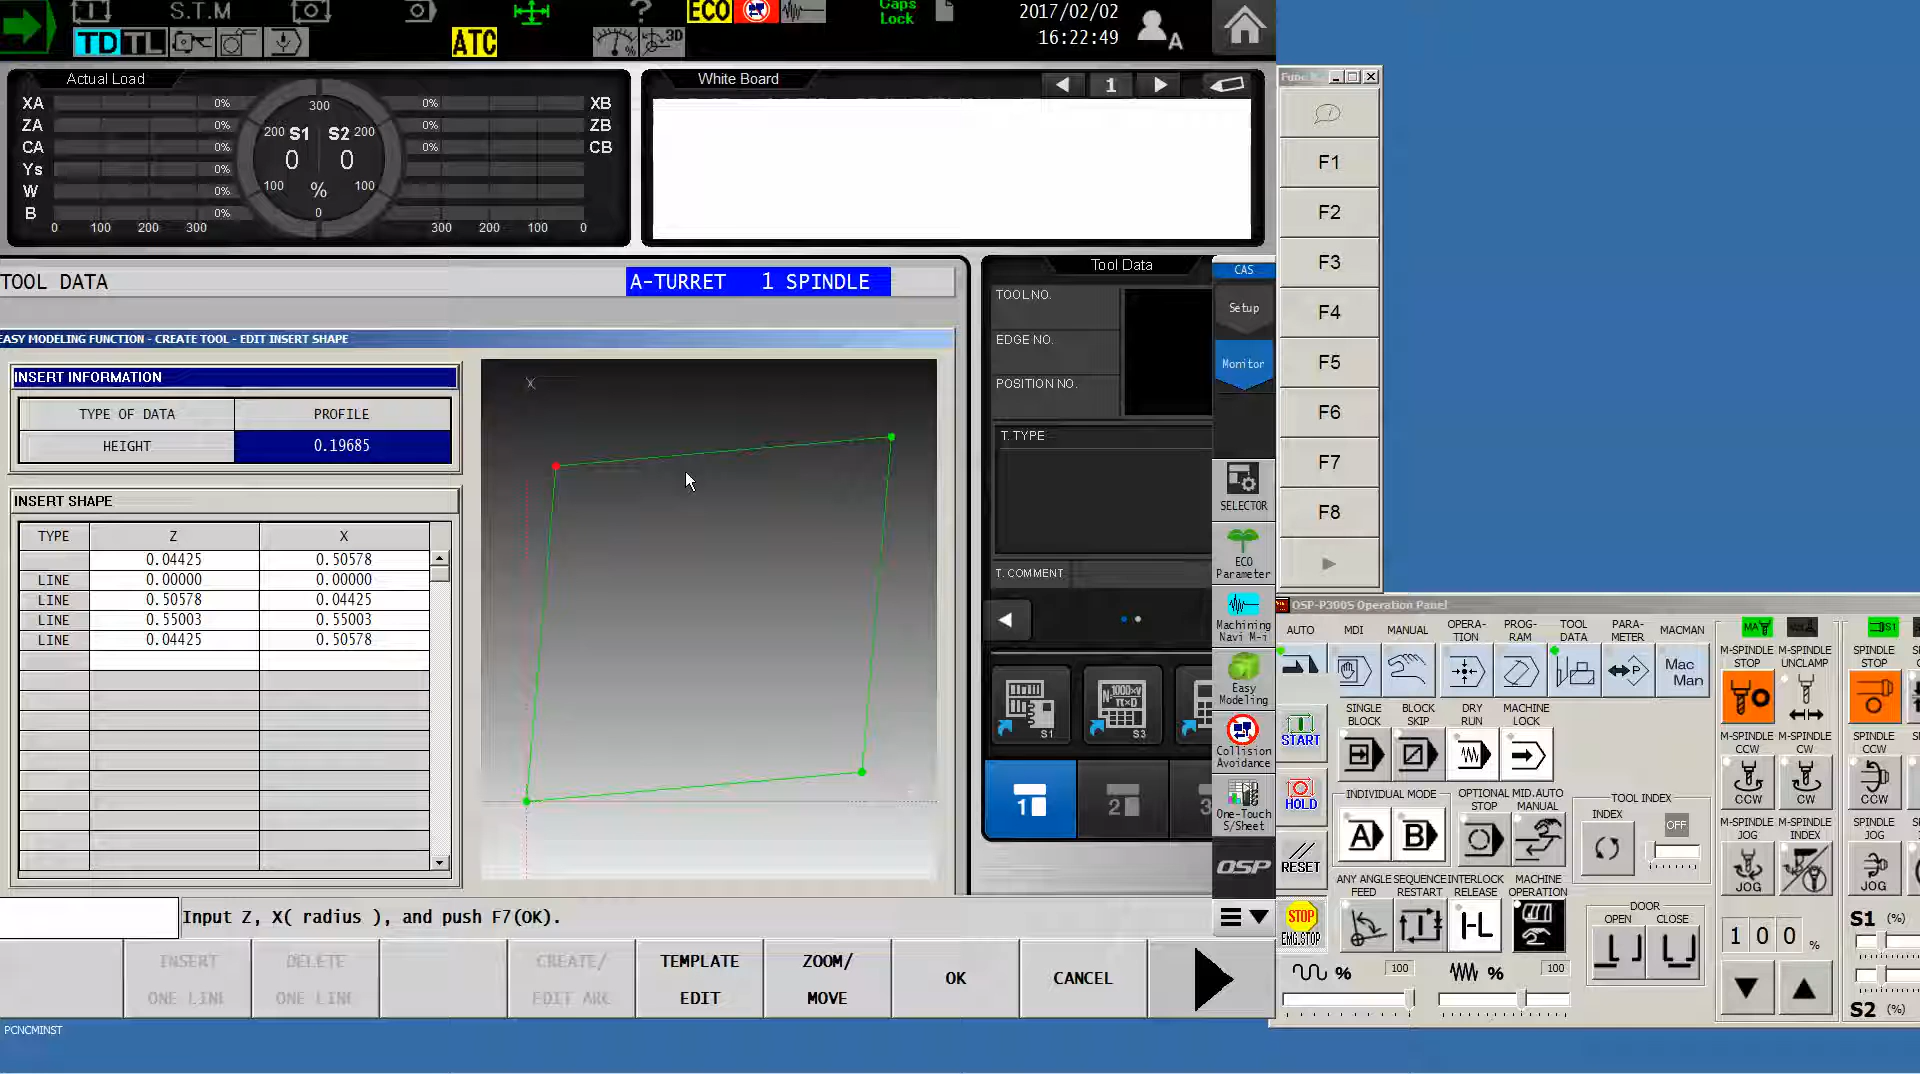 S.T.M
ECO
Caps
Lock
2017/02/02
16:22:49
A
TD TL
ATC
3D
Actual Load
XA 0% 300 0% XB
ZA 0% 200 S1 S2 200 0% ZB
CA 0% 0 0 0% CB
Ys 0%
W 0% 100 % 100
B 0% 0
0 100 200 300 300 200 100 0
White Board
1
TOOL DATA
A-TURRET 1 SPINDLE
EASY MODELING FUNCTION - CREATE TOOL - EDIT INSERT SHAPE
INSERT INFORMATION
TYPE OF DATA PROFILE
HEIGHT 0.19685
INSERT SHAPE
TYPE Z X
0.04425 0.50578
LINE 0.00000 0.00000
LINE 0.50578 0.04425
LINE 0.55003 0.55003
LINE 0.04425 0.50578
X
Input Z, X( radius ), and push F7(OK).
INSERT
ONE LINE
DELETE
ONE LINE
CREATE/
EDIT ARC
TEMPLATE
EDIT
ZOOM/
MOVE
OK
CANCEL
PCNCMINST
Tool Data
TOOL NO.
EDGE NO.
POSITION NO.
T. TYPE
T. COMMENT
S1
N: 1000×V
π×D
S3
1
2
3
CAS
Setup
Monitor
SELECTOR
ECO
Parameter
Machining
Navi M-i
Easy
Modeling
Collision
Avoidance
One-Touch
S/Sheet
OSP
F1
F2
F3
F4
F5
F6
F7
F8
OSP-P300S Operation Panel
AUTO
MDI
MANUAL
OPERA-
TION
PROG-
RAM
TOOL
DATA
PARA-
METER
MACMAN
Mac
Man
START
HOLD
RESET
STOP
EMG.STOP
SINGLE
BLOCK
BLOCK
SKIP
DRY
RUN
MACHINE
LOCK
INDIVIDUAL MODE
A
B
OPTIONAL
STOP
MID.AUTO
MANUAL
TOOL INDEX
INDEX
OFF
ANY ANGLE
FEED
SEQUENCE
RESTART
INTERLOCK
RELEASE
MACHINE
OPERATION
DOOR
OPEN CLOSE
% 100
% 100
M-SPINDLE
STOP
M-SPINDLE
UNCLAMP
M-SPINDLE
CCW
M-SPINDLE
CW
CCW
CW
M-SPINDLE
JOG
M-SPINDLE
INDEX
JOG
100 %
S1
SPINDLE
STOP
SPINDLE
CCW
CCW
SPINDLE
JOG
JOG
S1 (%)
S2 (%)